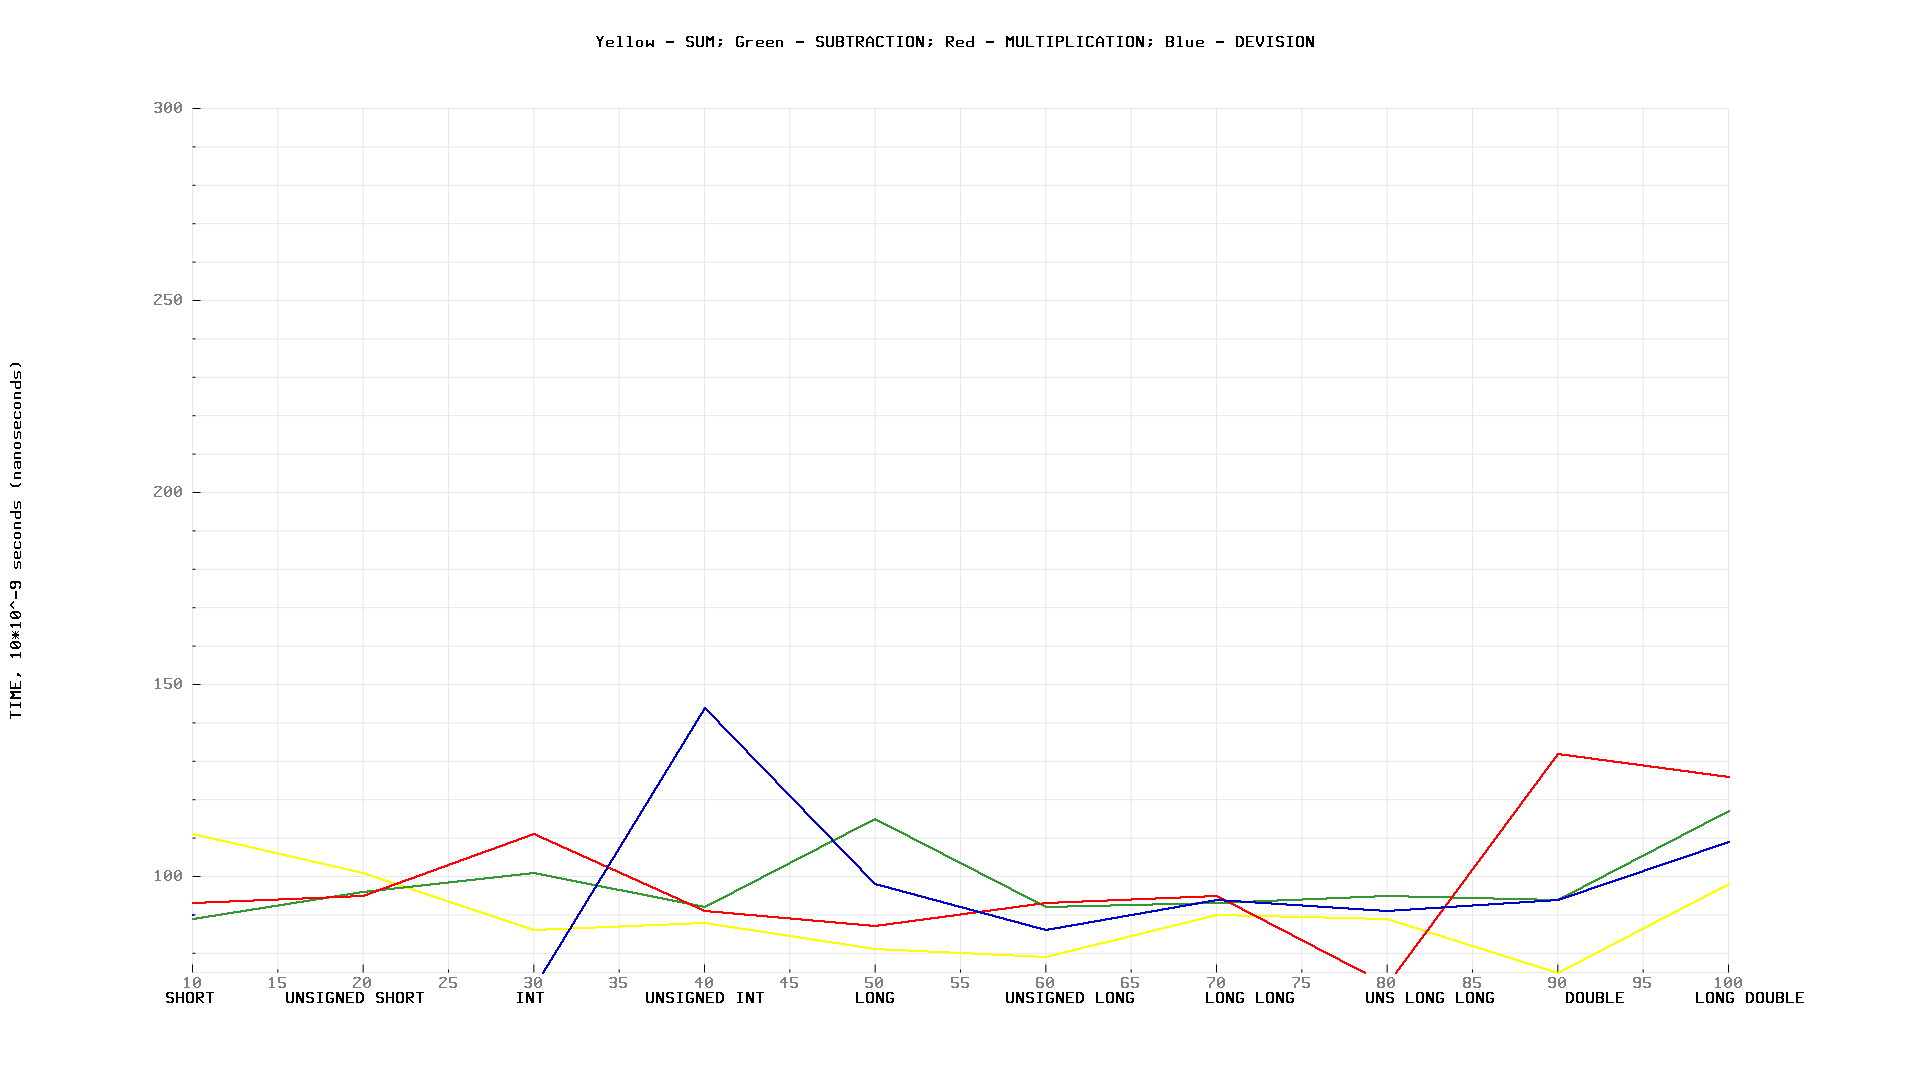 Yellow - SUM; Green - SUBTRACTION; Red - MULTIPLICATION; Blue - DEVISION
TIME, 10*10^-9 seconds (nanoseconds)
300
250
200
150
100
10 15 20 25 30 35 40 45 50 55 60 65 70 75 80 85 90 95 100
SHORT UNSIGNED SHORT INT UNSIGNED INT LONG UNSIGNED LONG LONG LONG UNS LONG LONG DOUBLE LONG DOUBLE